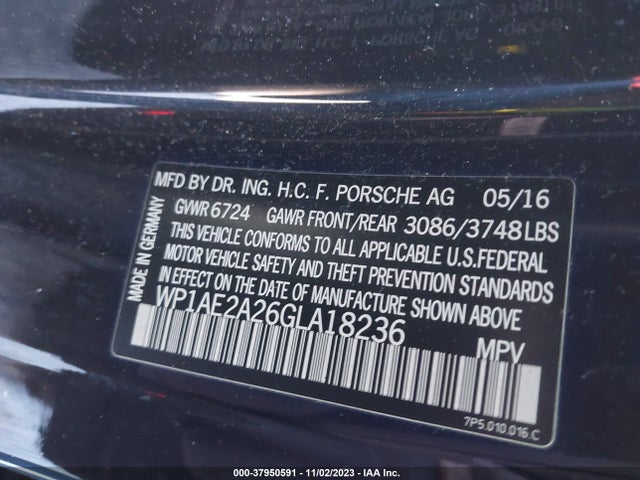 MFD BY DR. ING. H.C. F. PORSCHE AG 05/16
GVWR 6724 GAWR FRONT/REAR 3086/3748 LBS
THIS VEHICLE CONFORMS TO ALL APPLICABLE U.S.FEDERAL
MOTOR VEHICLE SAFETY AND THEFT PREVENTION STANDARDS
IN EFFECT ON THE DATE OF MANUFACTURE SHOWN ABOVE
WP1AE2A26GLA18236 MPV
MADE IN GERMANY
7P5.010.016.C
000-37950591 - 11/02/2023 - IAA Inc.